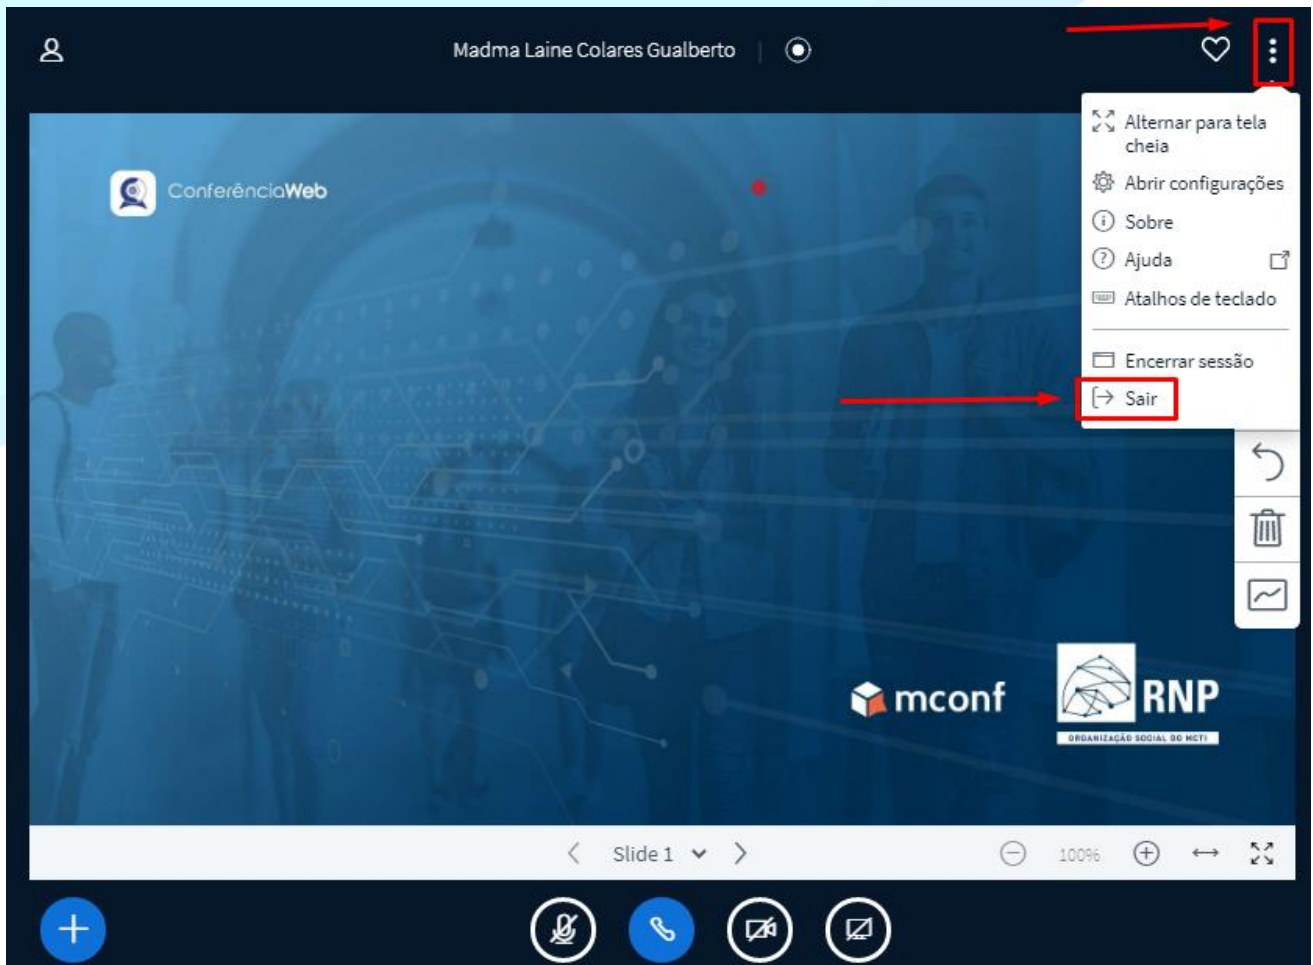 Madma Laine Colares Gualberto
Alternar para tela
cheia
Abrir configurações
Sobre
Ajuda
Atalhos de teclado
Encerrar sessão
Sair
ConferênciaWeb
mconf
RNP
ORGANIZAÇÃO SOCIAL DO MCTI
Slide 1
100%